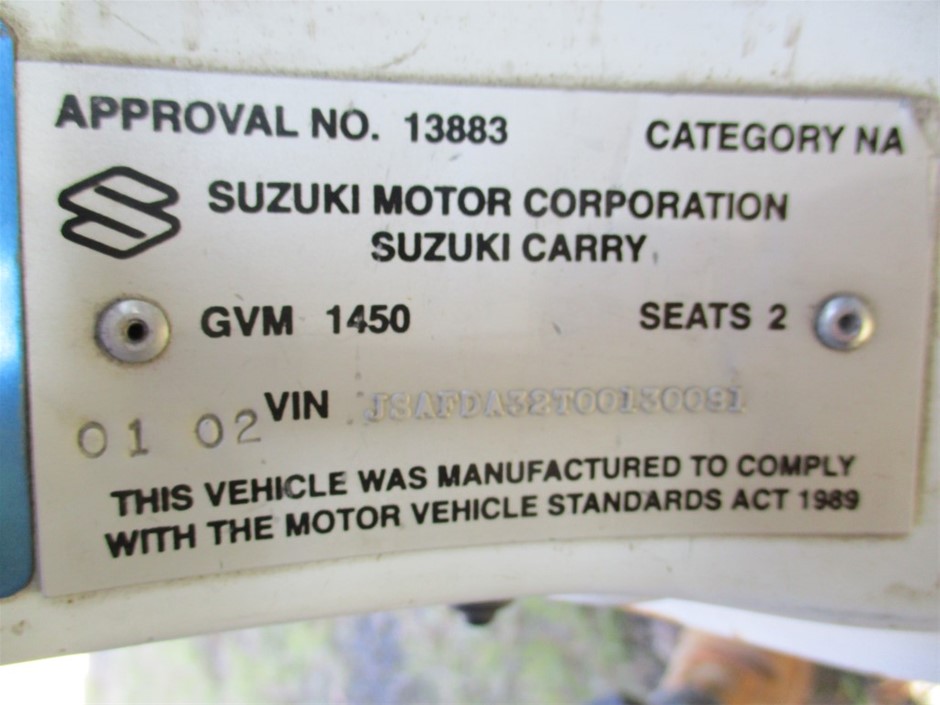 APPROVAL NO. 13883 CATEGORY NA
SUZUKI MOTOR CORPORATION
SUZUKI CARRY
GVM 1450 SEATS 2
01 02 VIN
THIS VEHICLE WAS MANUFACTURED TO COMPLY
WITH THE MOTOR VEHICLE STANDARDS ACT 1989